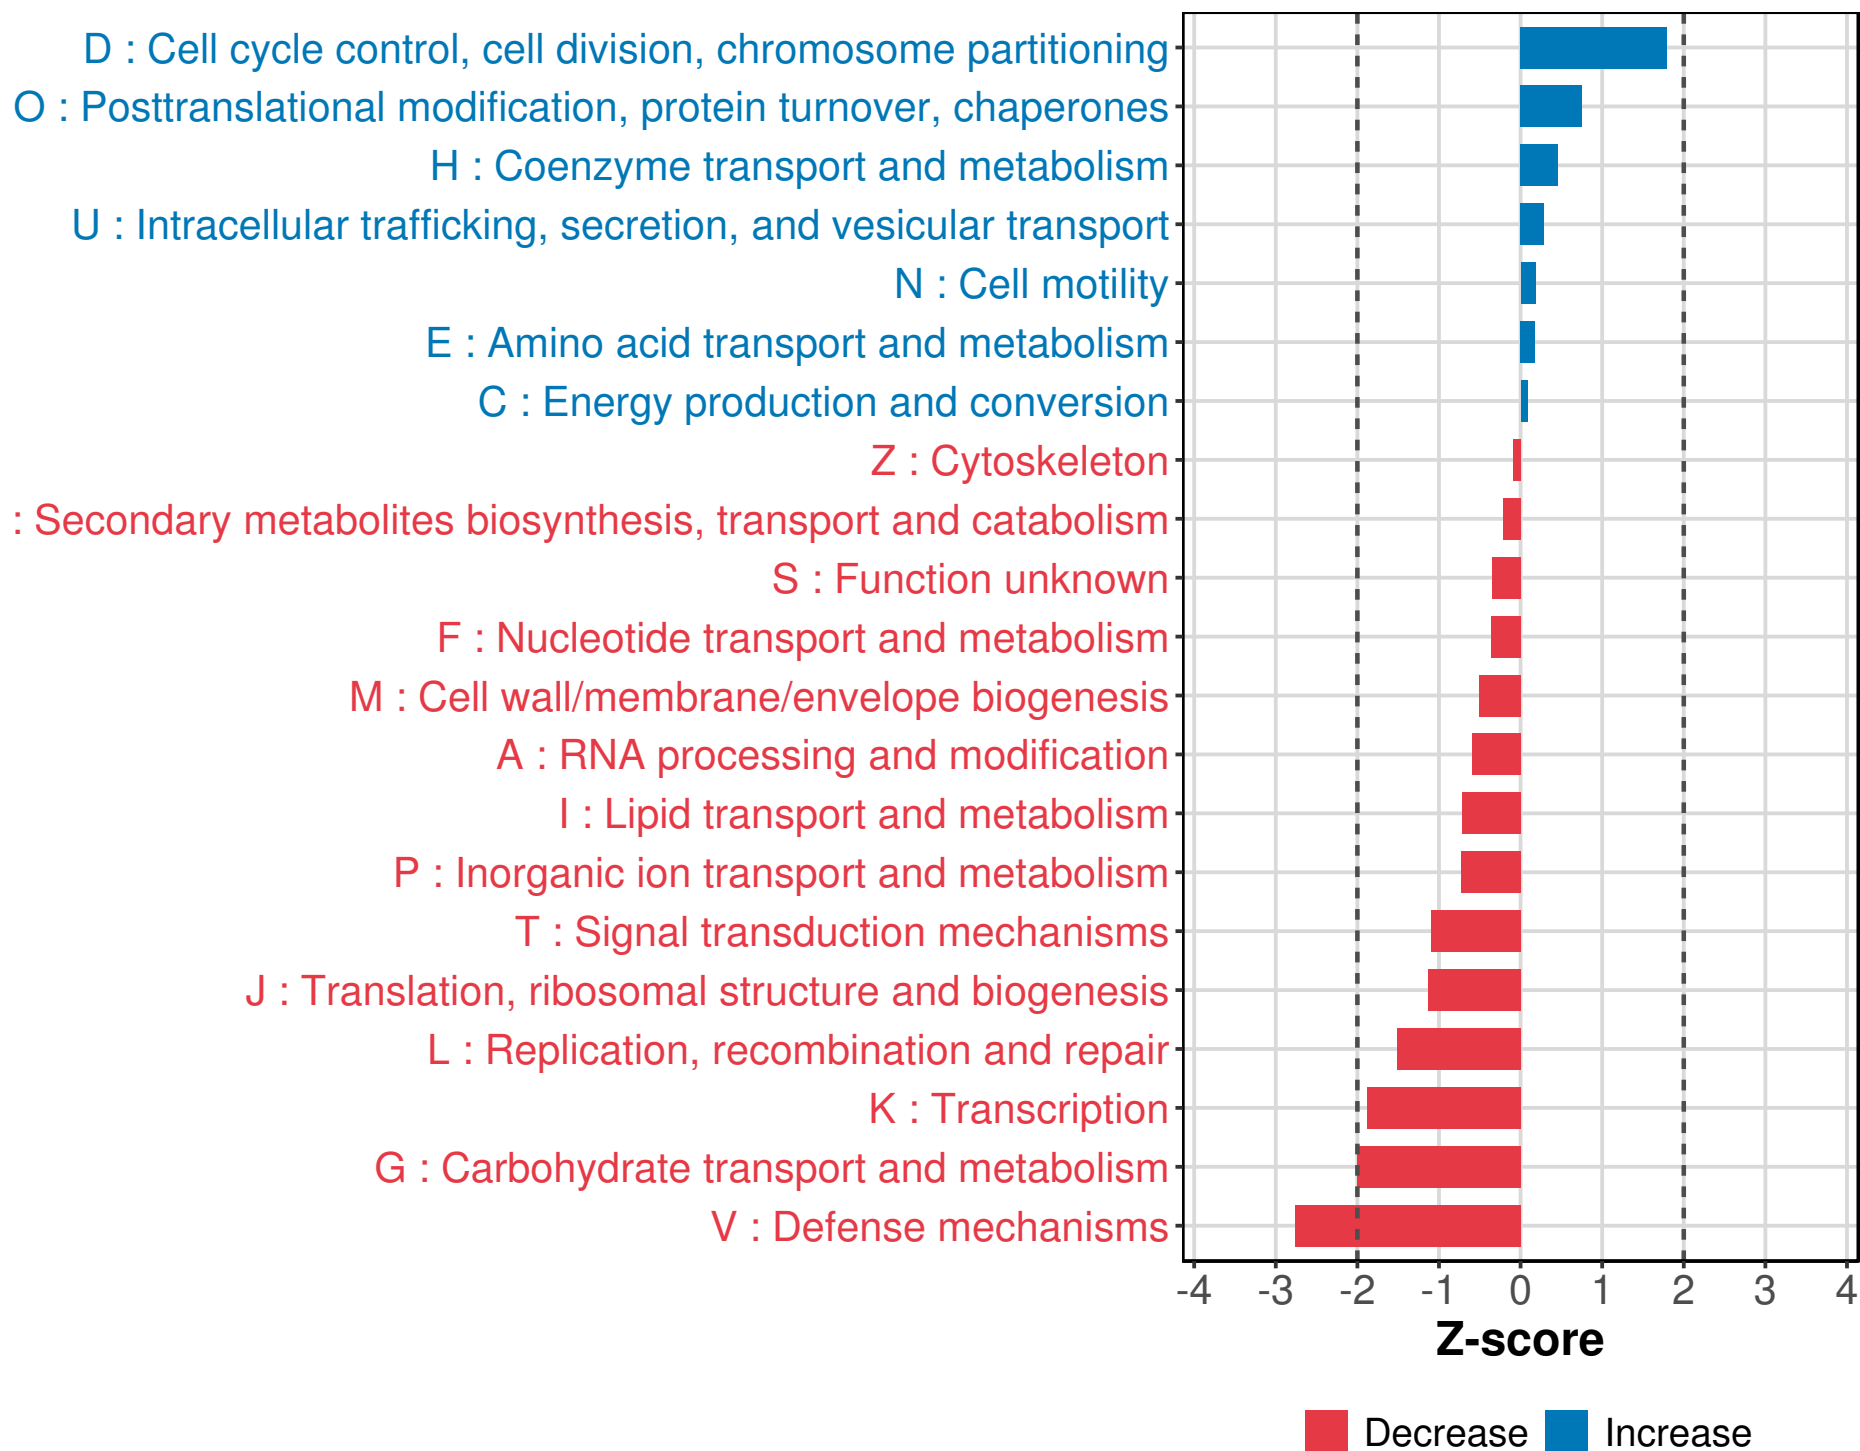 D : Cell cycle control, cell division, chromosome partitioning
O : Posttranslational modification, protein turnover, chaperones
H : Coenzyme transport and metabolism
U : Intracellular trafficking, secretion, and vesicular transport
N : Cell motility
E : Amino acid transport and metabolism
C : Energy production and conversion
Z : Cytoskeleton
: Secondary metabolites biosynthesis, transport and catabolism
S : Function unknown
F : Nucleotide transport and metabolism
M : Cell wall/membrane/envelope biogenesis
A : RNA processing and modification
I : Lipid transport and metabolism
P : Inorganic ion transport and metabolism
T : Signal transduction mechanisms
J : Translation, ribosomal structure and biogenesis
L : Replication, recombination and repair
K : Transcription
G : Carbohydrate transport and metabolism
V : Defense mechanisms
-4 -3 -2 -1 0 1 2 3 4
Z-score
Decrease Increase